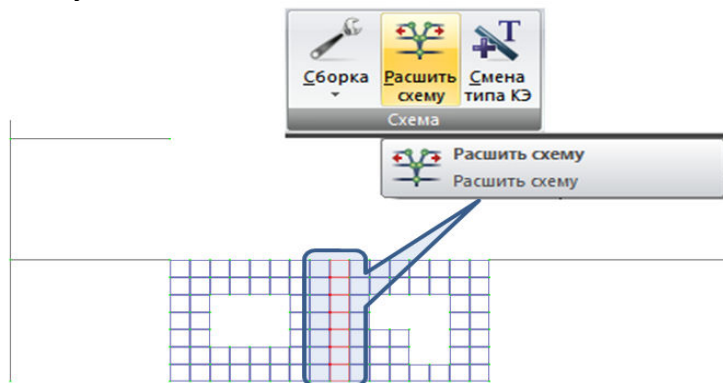 Сборка
Расшить
схему
Смена
типа КЭ
Схема
Расшить схему
Расшить схему